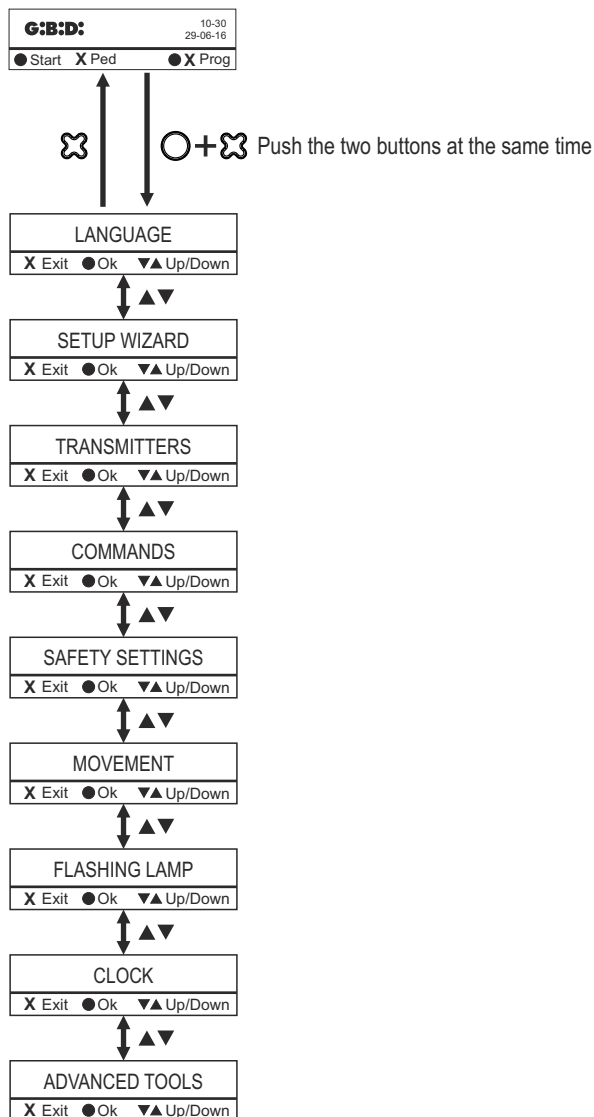 G:B:D:
10-30
29-06-16
● Start X Ped ● X Prog
+ Push the two buttons at the same time
LANGUAGE
X Exit ● Ok ▼▲ Up/Down
▲▼
SETUP WIZARD
X Exit ● Ok ▼▲ Up/Down
▲▼
TRANSMITTERS
X Exit ● Ok ▼▲ Up/Down
▲▼
COMMANDS
X Exit ● Ok ▼▲ Up/Down
▲▼
SAFETY SETTINGS
X Exit ● Ok ▼▲ Up/Down
▲▼
MOVEMENT
X Exit ● Ok ▼▲ Up/Down
▲▼
FLASHING LAMP
X Exit ● Ok ▼▲ Up/Down
▲▼
CLOCK
X Exit ● Ok ▼▲ Up/Down
▲▼
ADVANCED TOOLS
X Exit ● Ok ▼▲ Up/Down